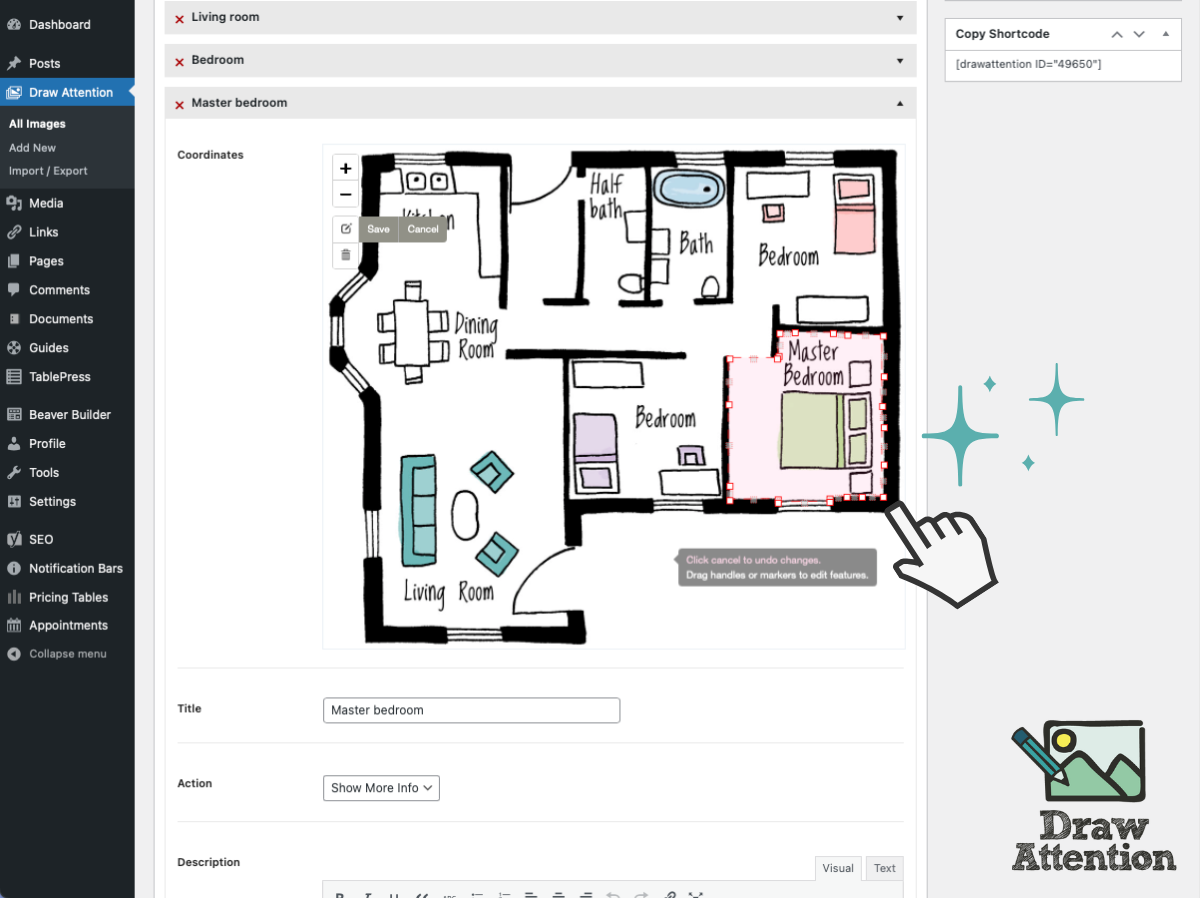 Dashboard
Posts
Draw Attention
All Images
Add New
Import / Export
Media
Links
Pages
Comments
Documents
Guides
TablePress
Beaver Builder
Profile
Tools
Settings
SEO
Notification Bars
Pricing Tables
Appointments
Collapse menu
Living room
Bedroom
Master bedroom
Coordinates
+
−
Save
Cancel
Half
bath
Bath
Bedroom
Dining
Room
Master
Bedroom
Bedroom
Living Room
Click cancel to undo changes.
Drag handles or markers to edit features.
Title
Master bedroom
Action
Show More Info
Description
Visual
Text
Copy Shortcode
[drawattention ID="49650"]
Draw
Attention